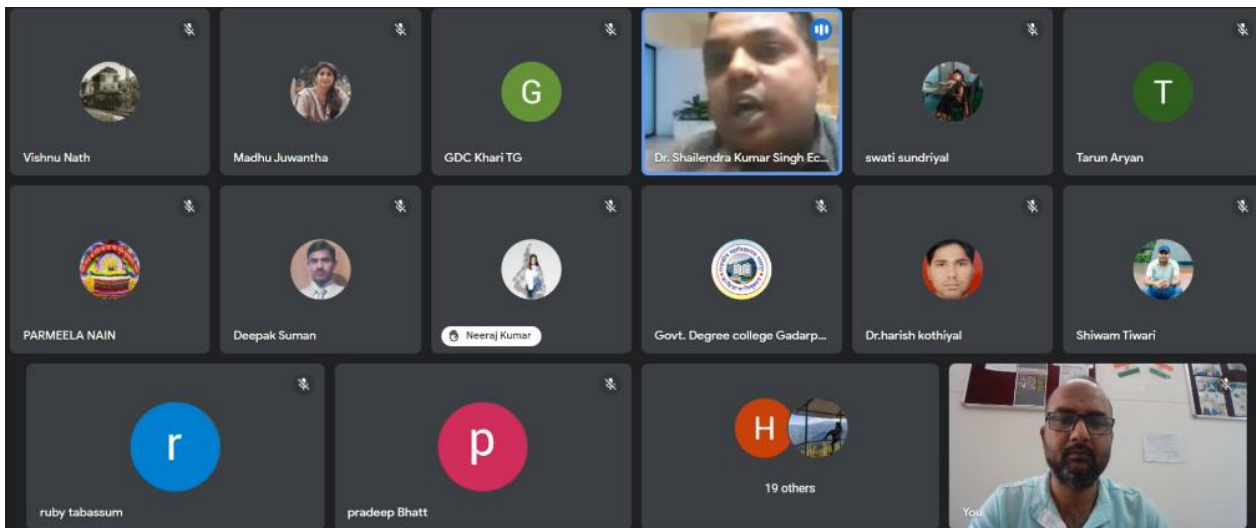 Vishnu Nath
Madhu Juwantha
G
GDC Khari TG
Dr. Shailendra Kumar Singh Ec...
swati sundriyal
T
Tarun Aryan
PARMEELA NAIN
Deepak Suman
Neeraj Kumar
Govt. Degree college Gadarp...
Dr.harish kothiyal
Shiwam Tiwari
r
ruby tabassum
p
pradeep Bhatt
H
19 others
You